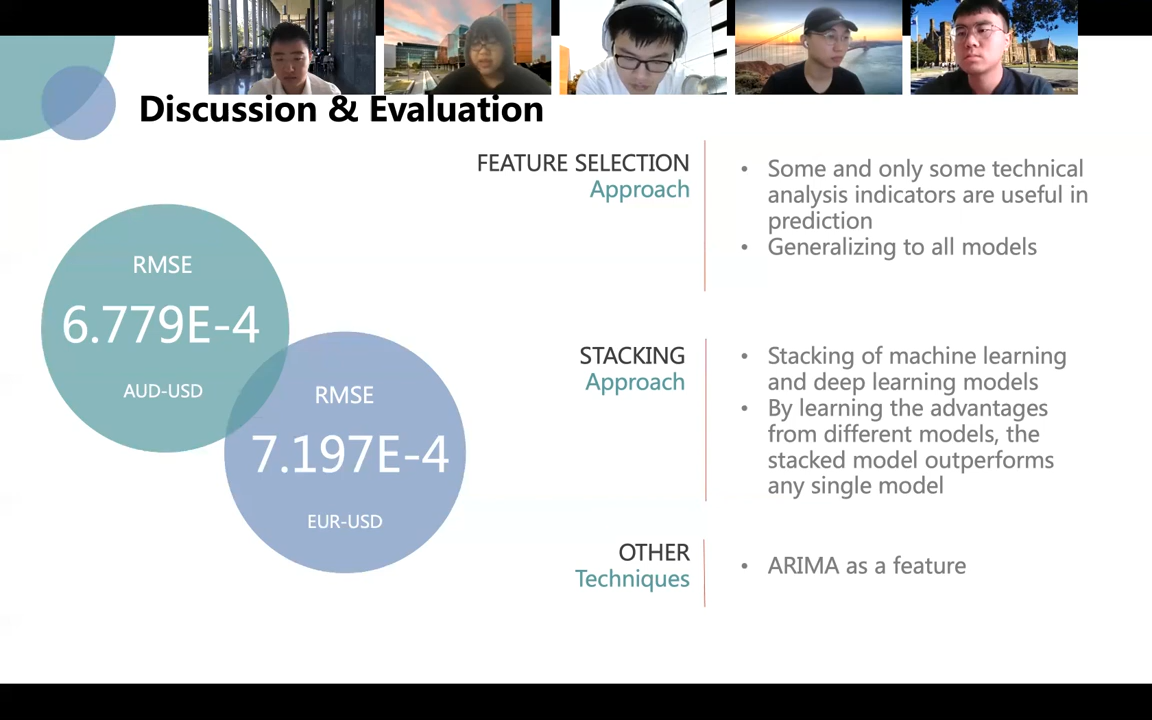 Discussion & Evaluation
RMSE
6.779E-4
AUD-USD
RMSE
7.197E-4
EUR-USD
FEATURE SELECTION
Approach
• Some and only some technical
analysis indicators are useful in
prediction
• Generalizing to all models
STACKING
Approach
• Stacking of machine learning
and deep learning models
• By learning the advantages
from different models, the
stacked model outperforms
any single model
OTHER
Techniques
• ARIMA as a feature